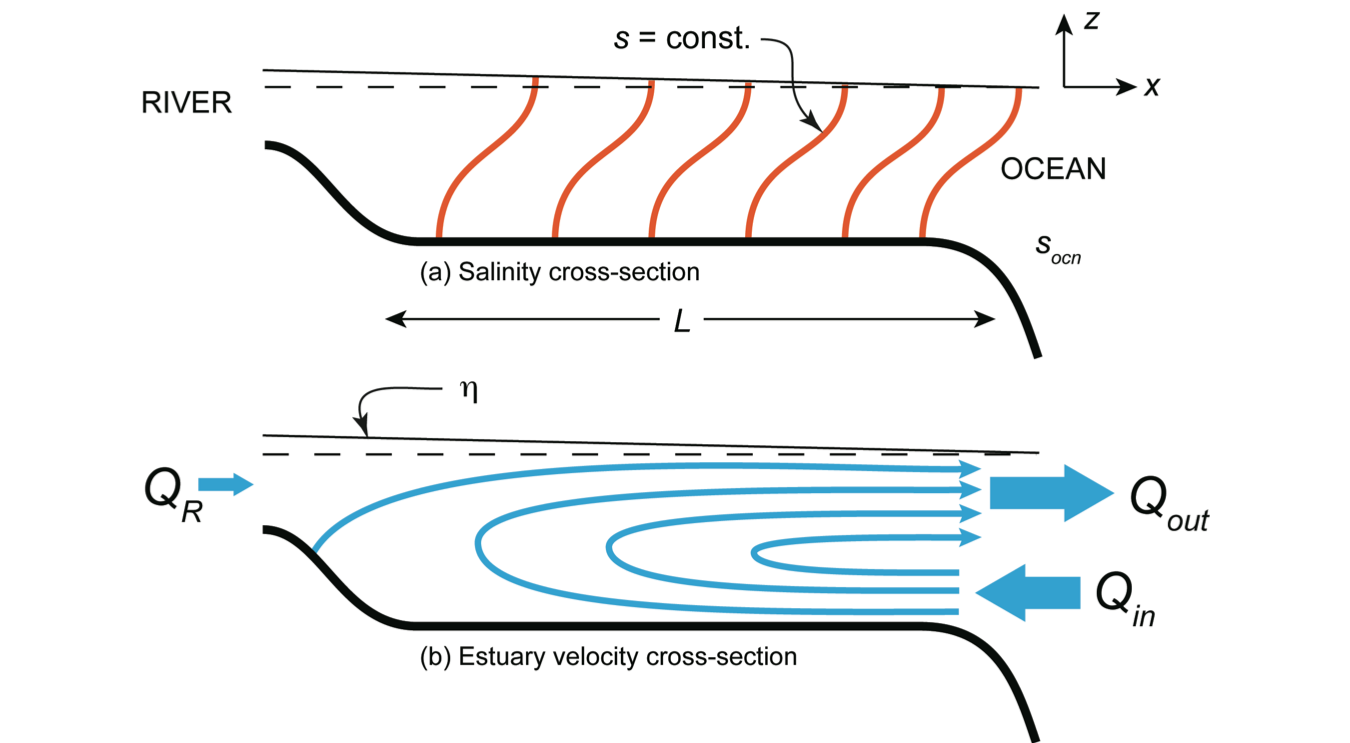 s = const.
z
x
RIVER
OCEAN
s_ocn
(a) Salinity cross-section
L
η
Q_R
Q_out
Q_in
(b) Estuary velocity cross-section